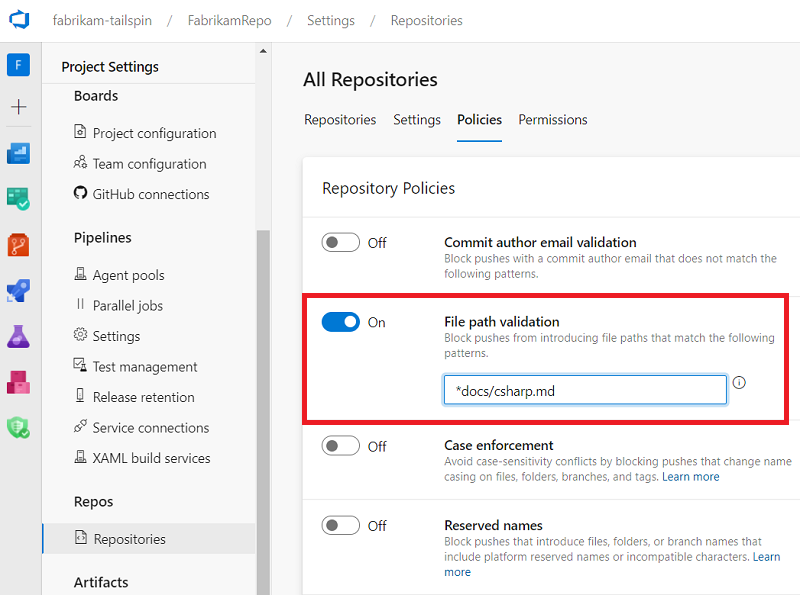 fabrikam-tailspin / FabrikamRepo / Settings / Repositories
F
Project Settings
Boards
Project configuration
Team configuration
GitHub connections
Pipelines
Agent pools
Parallel jobs
Settings
Test management
Release retention
Service connections
XAML build services
Repos
Repositories
Artifacts
All Repositories
Repositories Settings Policies Permissions
Repository Policies
Off Commit author email validation
Block pushes with a commit author email that does not match the
following patterns.
On File path validation
Block pushes from introducing file paths that match the following
patterns.
*docs/csharp.md
Off Case enforcement
Avoid case-sensitivity conflicts by blocking pushes that change name
casing on files, folders, branches, and tags. Learn more
Off Reserved names
Block pushes that introduce files, folders, or branch names that
include platform reserved names or incompatible characters. Learn
more